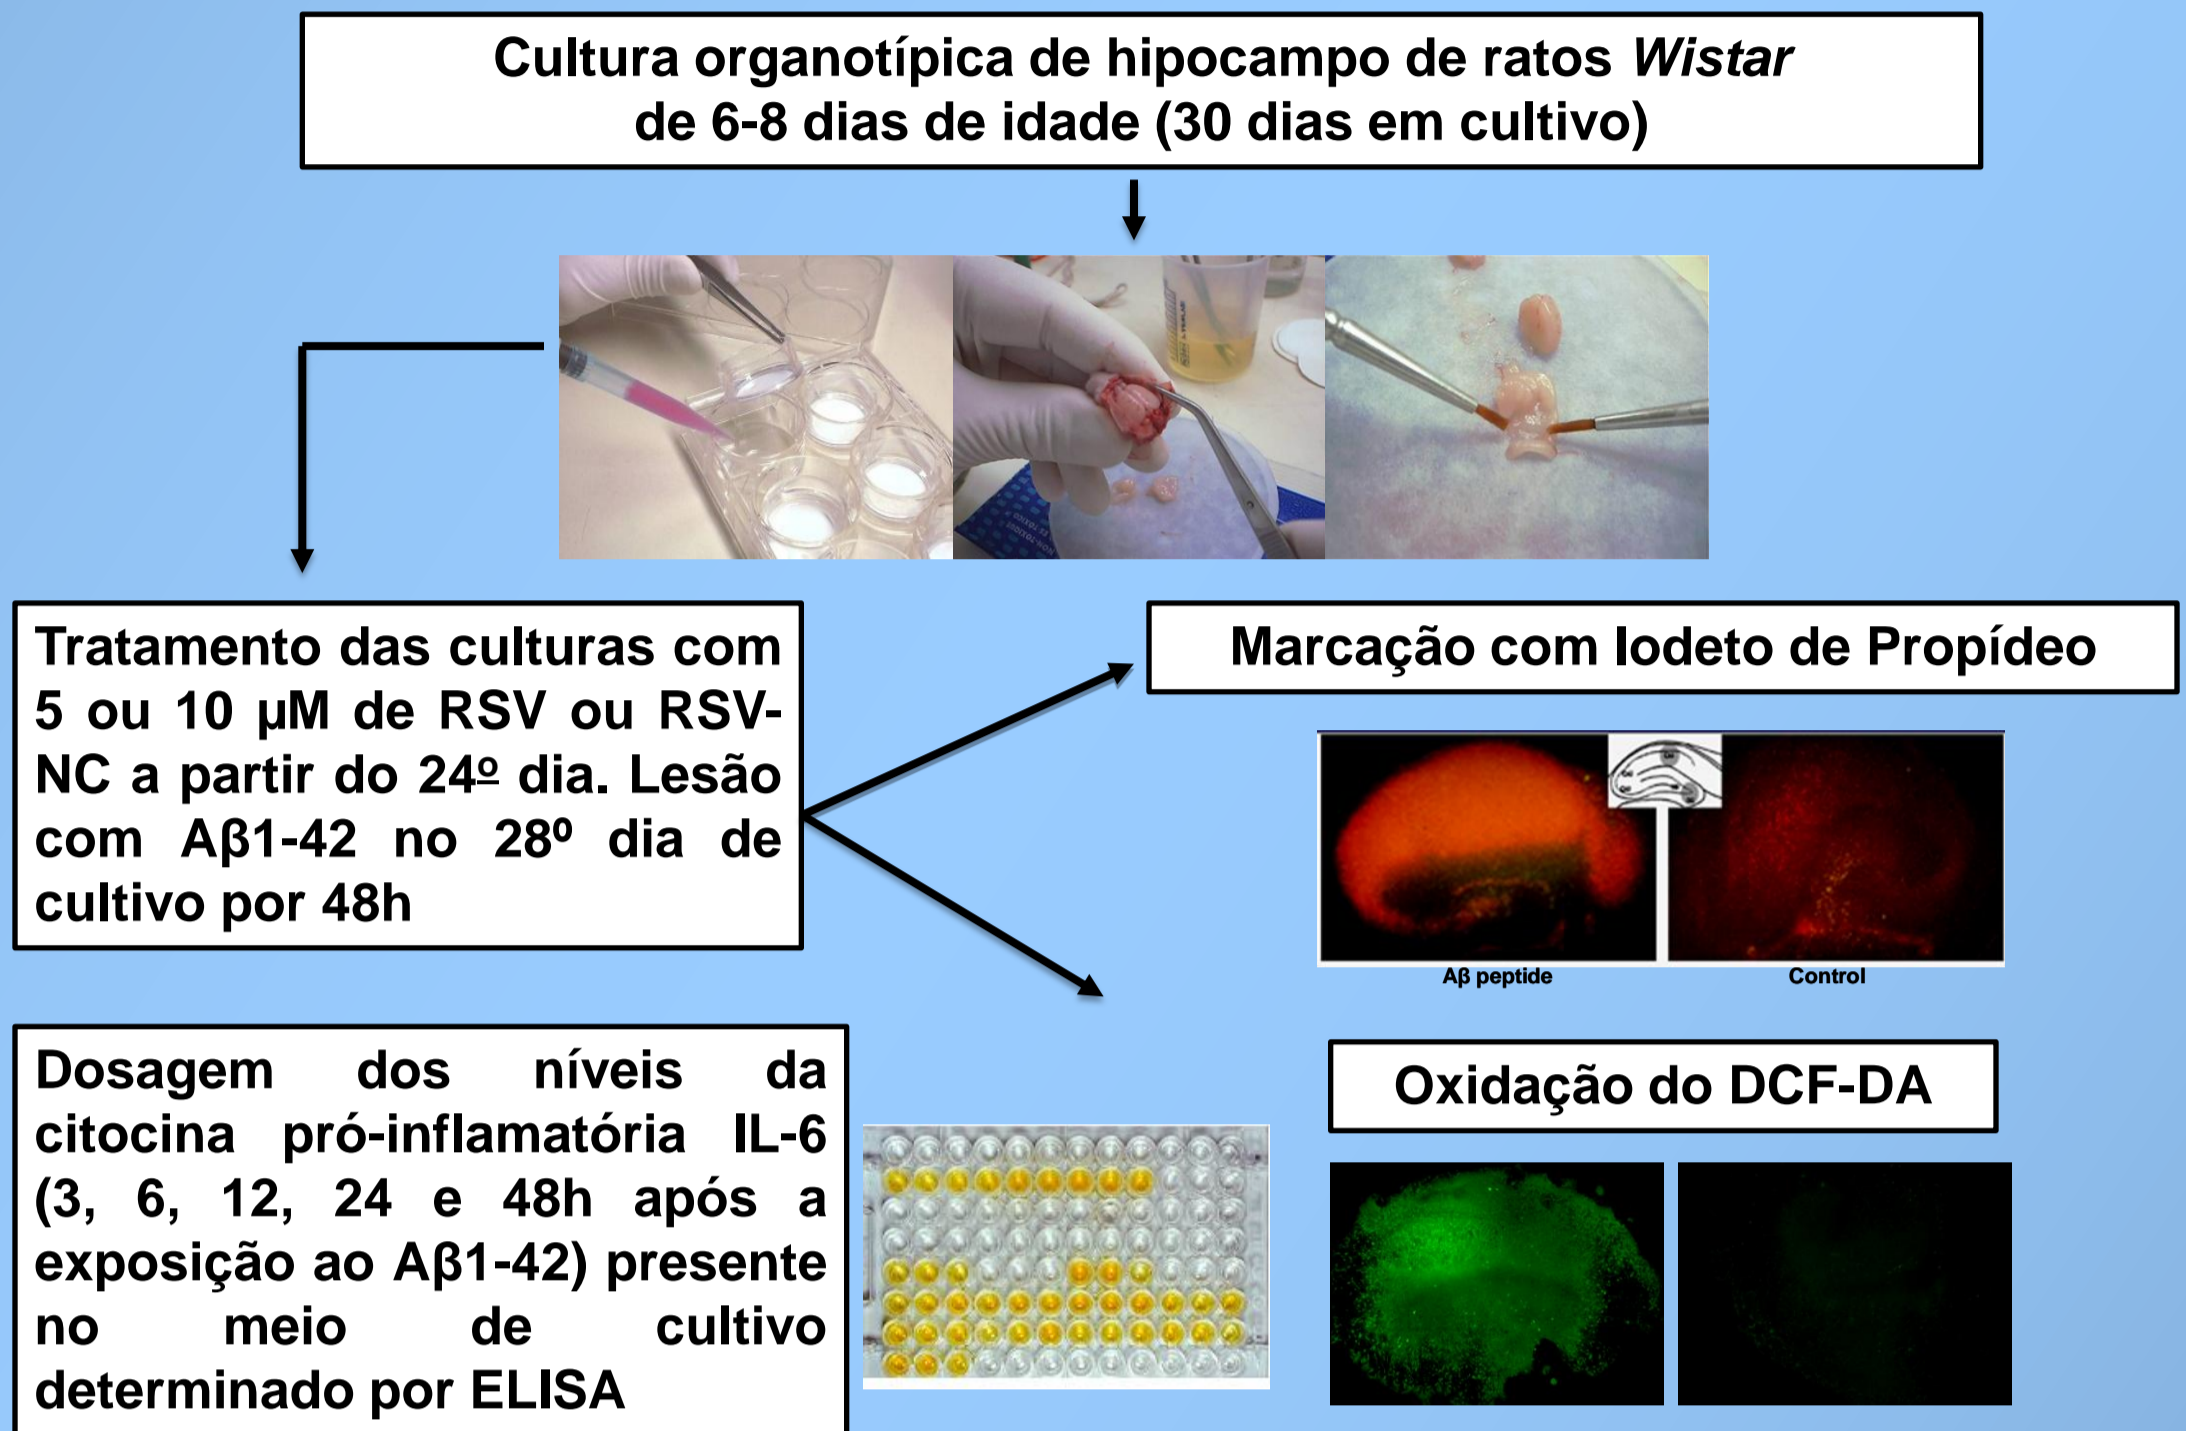 Cultura organotípica de hipocampo de ratos Wistar
de 6-8 dias de idade (30 dias em cultivo)
Tratamento das culturas com
5 ou 10 µM de RSV ou RSV-
NC a partir do 24º dia. Lesão
com Aβ1-42 no 28⁰ dia de
cultivo por 48h
Marcação com Iodeto de Propídeo
Aβ peptide
Control
Dosagem dos níveis da
citocina pró-inflamatória IL-6
(3, 6, 12, 24 e 48h após a
exposição ao Aβ1-42) presente
no meio de cultivo
determinado por ELISA
Oxidação do DCF-DA